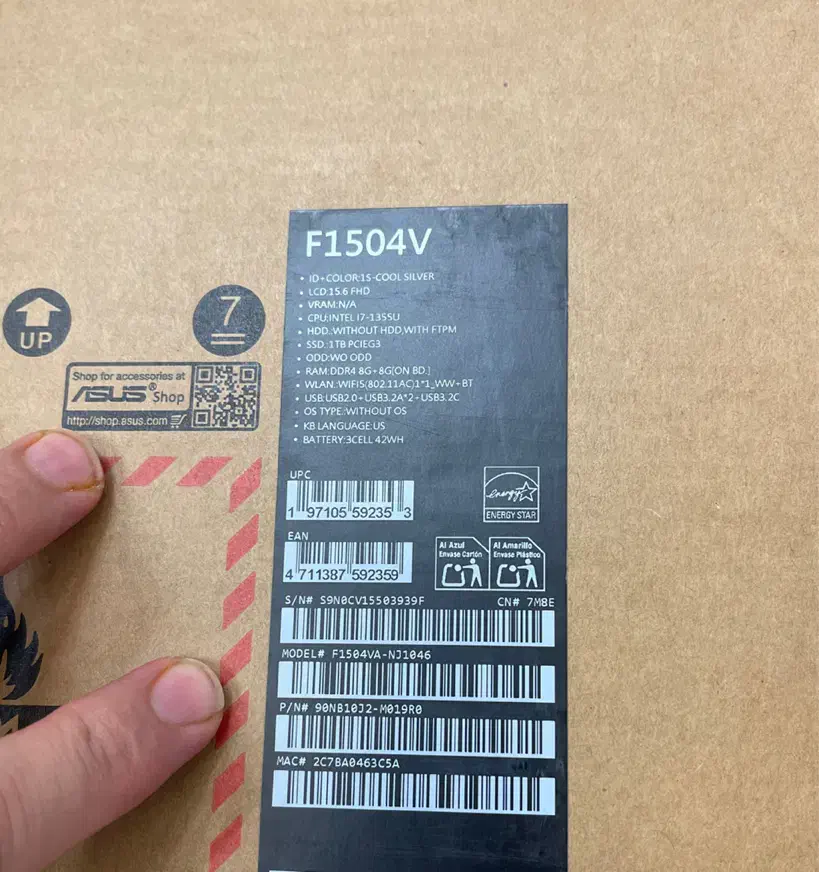 F1504V
• ID+COLOR:15-COOL SILVER
• LCD:15.6 FHD
• VRAM:N/A
• CPU:INTEL I7-1355U
• HDD.:WITHOUT HDD,WITH FTPM
• SSD:1TB PCIEG3
• ODD:WO ODD
• RAM:DDR4 8G+8G[ON BD.]
• WLAN:WIFI5(802.11AC)1*1_WW+BT
• USB:USB2.0+USB3.2A*2+USB3.2C
• OS TYPE:WITHOUT OS
• KB LANGUAGE:US
• BATTERY:3CELL 42WH
UP
7
Shop for accessories at
ASUS® Shop
http://shop.asus.com
UPC
1 97105 59235 3
energy
ENERGY STAR
EAN
4 711387 592359
Al Azul
Envase Cartón
Al Amarillo
Envase Plástico
S/N# S9N0CV15503939F
CN# 7M8E
MODEL# F1504VA-NJ1046
P/N# 90NB10J2-M019R0
MAC# 2C7BA0463C5A